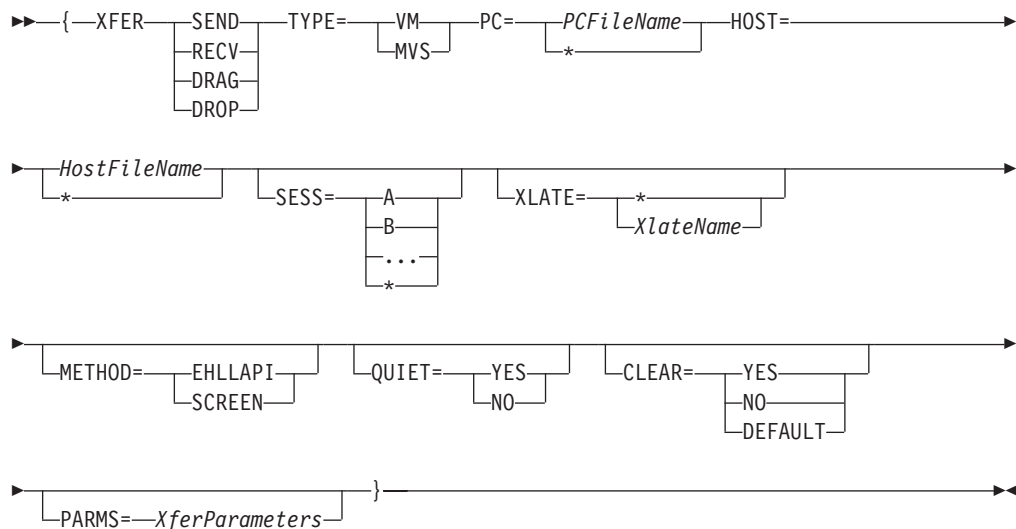 { XFER SEND TYPE= VM PC= PCFileName HOST=
RECV MVS *
DRAG
DROP
HostFileName
* SESS= A XLATE= *
B XlateName
...
*
METHOD= EHLLAPI QUIET= YES CLEAR= YES
SCREEN NO NO
DEFAULT
PARMS= XferParameters }